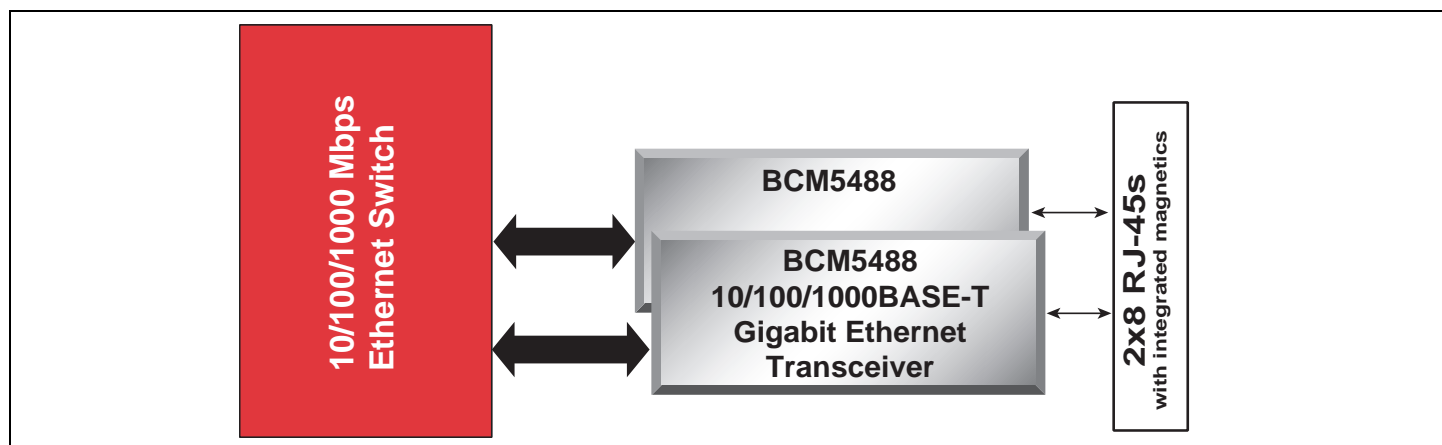 10/100/1000 Mbps
Ethernet Switch
BCM5488
BCM5488
10/100/1000BASE-T
Gigabit Ethernet
Transceiver
2x8 RJ-45s
with integrated magnetics